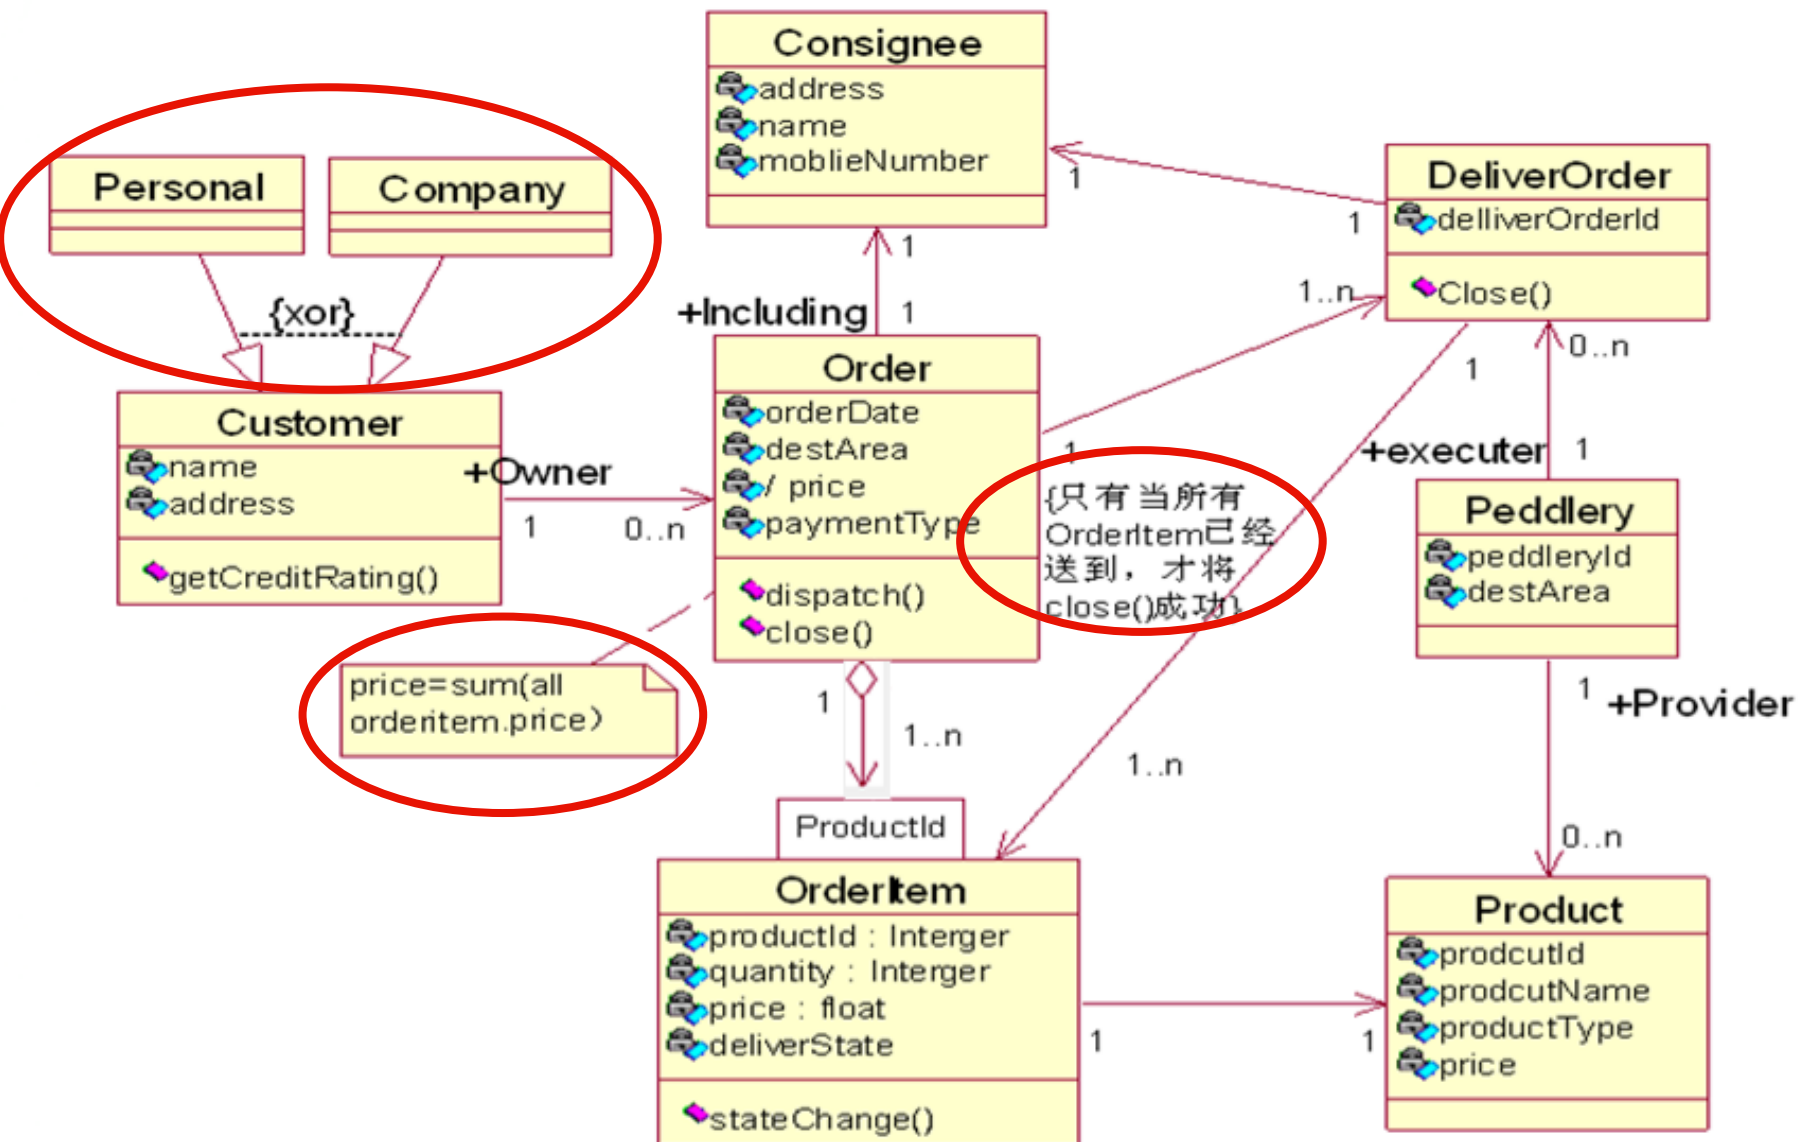 Consignee
address
name
moblieNumber
Personal
Company
{xor}
DeliverOrder
delliverOrderId
Close()
1
1
1
+Including
1
1..n
0..n
1
Order
orderDate
destArea
/ price
paymentType
dispatch()
close()
Customer
name
address
getCreditRating()
+Owner
1
0..n
1
{只有当所有
OrderItem已经
送到，才将
close()成功}
+executer
1
Peddlery
peddleryId
destArea
price=sum(all
orderitem.price)
1
1..n
1..n
1
+Provider
0..n
ProductId
OrderItem
productId : Interger
quantity : Interger
price : float
deliverState
stateChange()
1
1
Product
prodcutId
prodcutName
productType
price